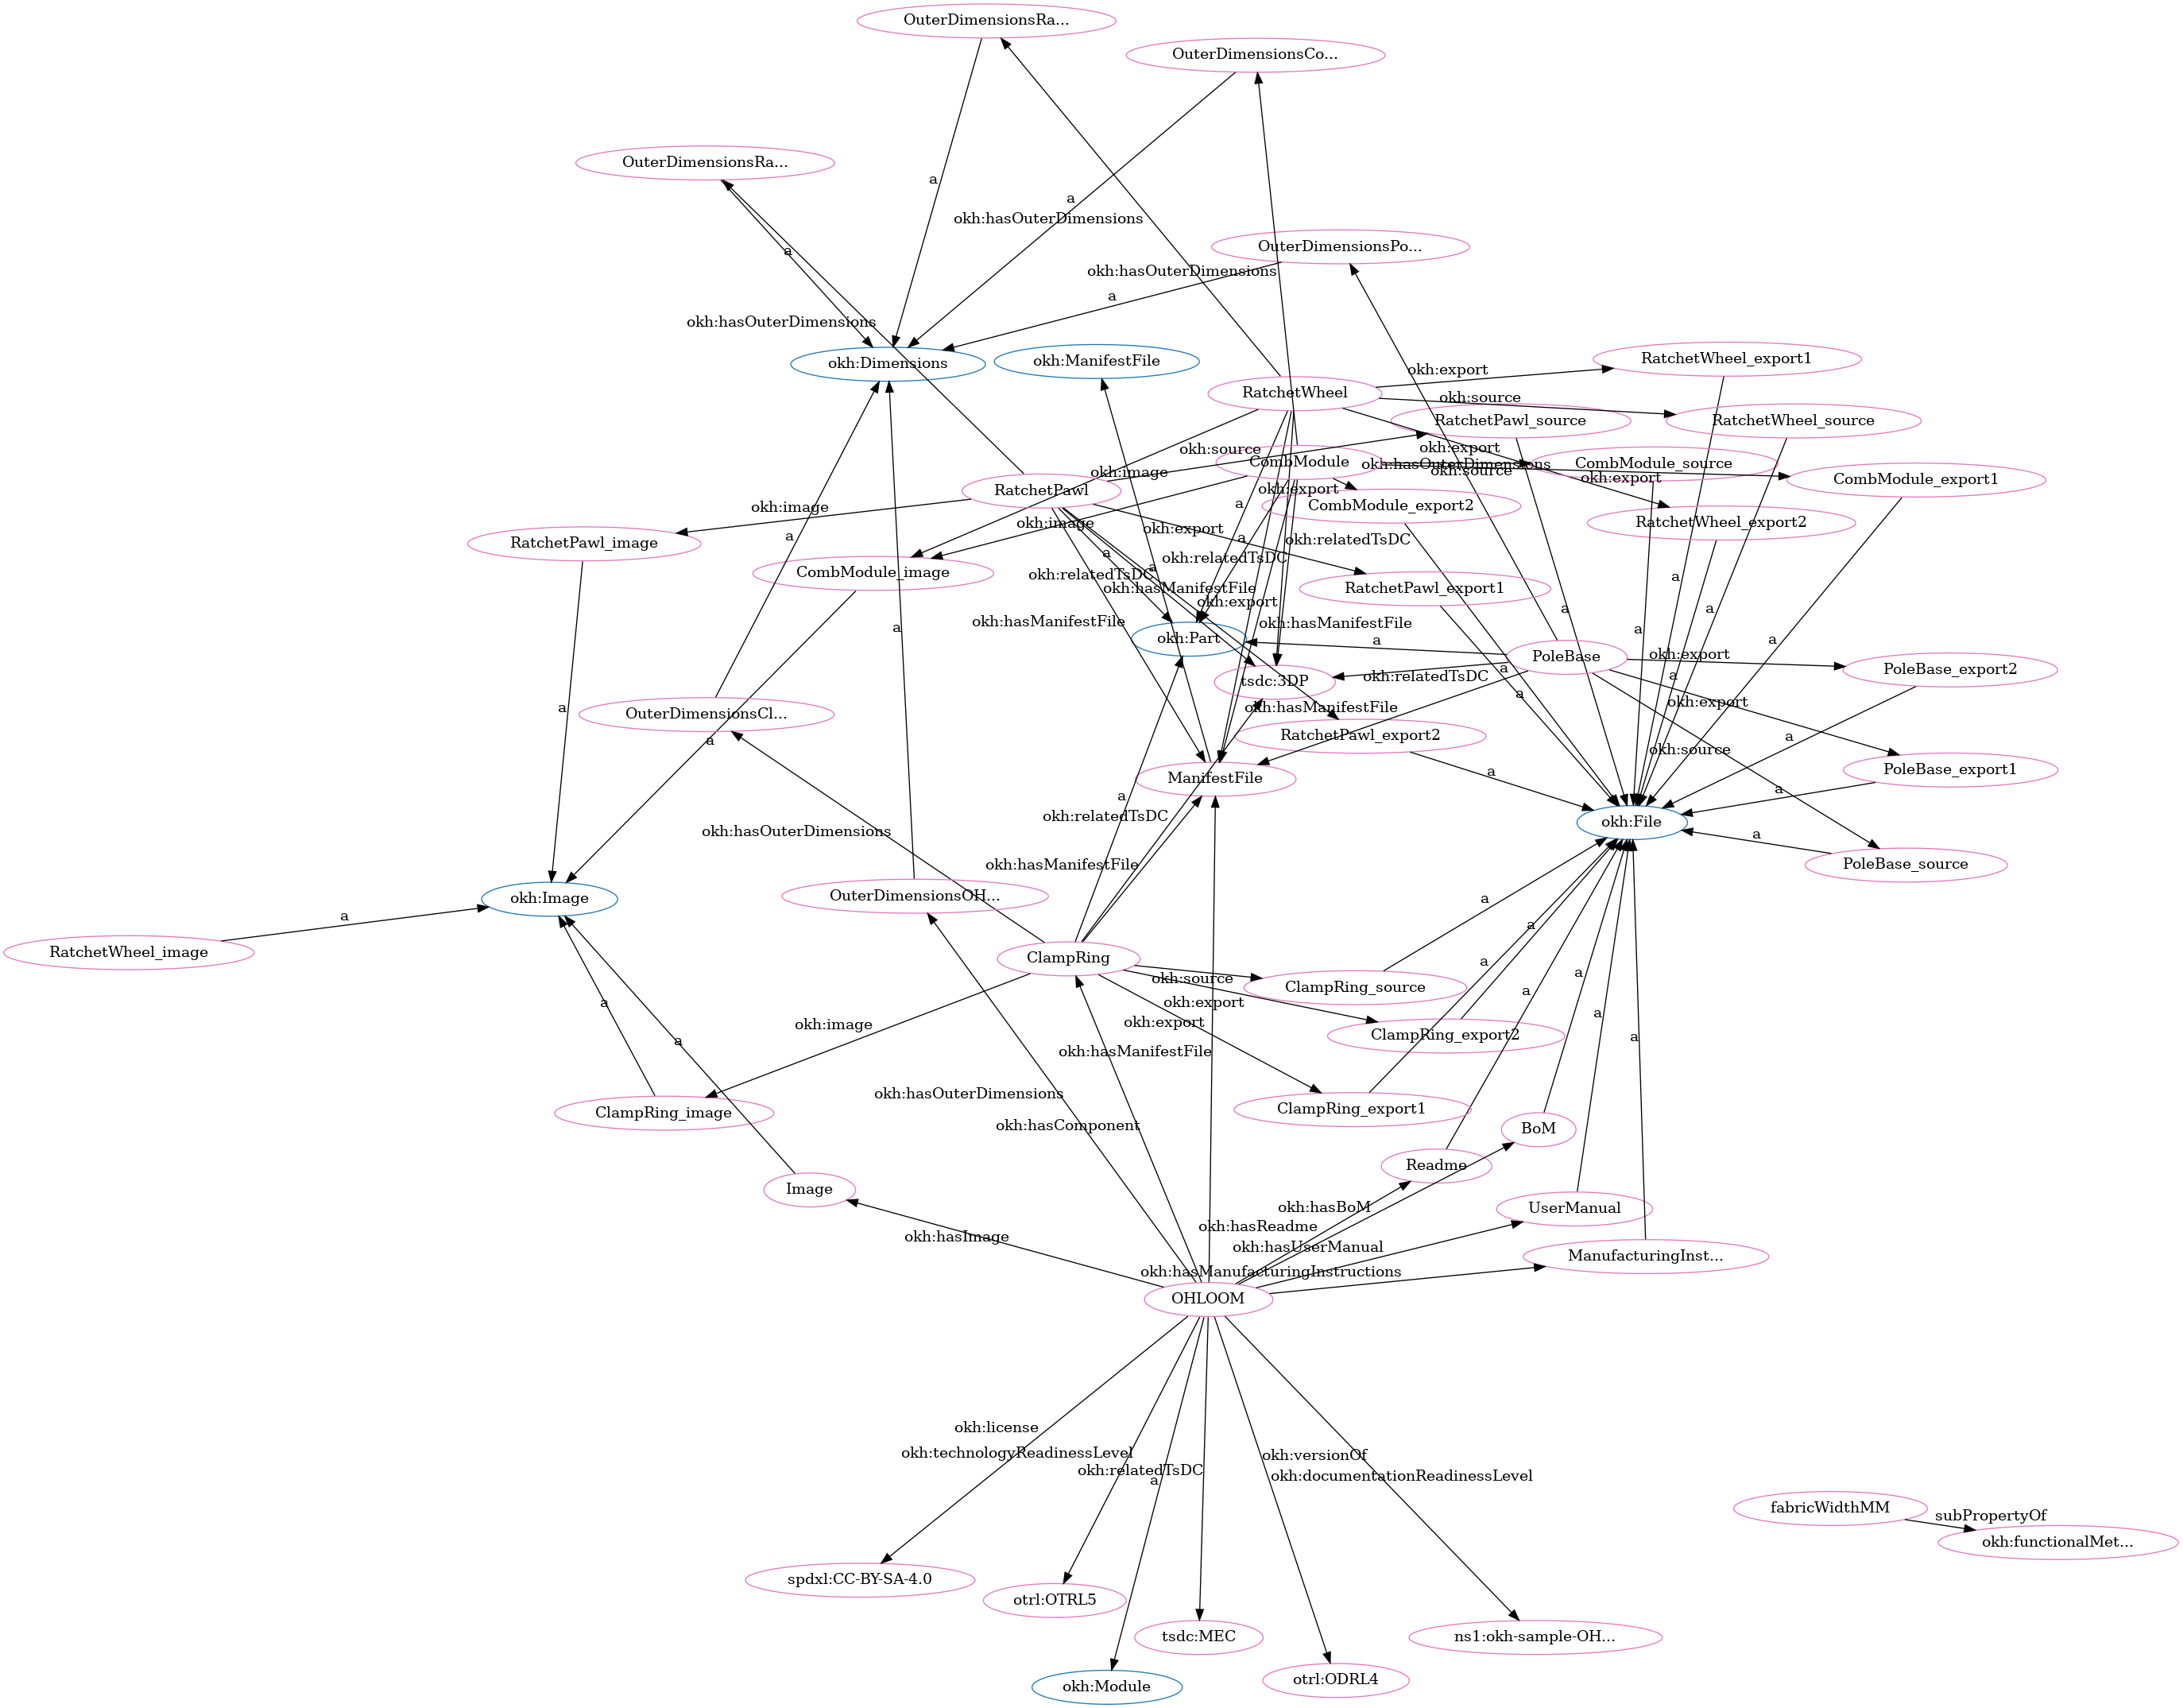 OuterDimensionsRa...
OuterDimensionsCo...
OuterDimensionsRa...
a
a
okh:hasOuterDimensions
OuterDimensionsPo...
a
okh:hasOuterDimensions
a
okh:hasOuterDimensions
okh:Dimensions
okh:ManifestFile
RatchetWheel_export1
okh:export
RatchetWheel
okh:source
RatchetPawl_source
RatchetWheel_source
okh:source
okh:export
CombModule
okh:hasOuterDimensions
CombModule_source
okh:image
okh:source
okh:export
CombModule_export1
RatchetPawl
okh:export
okh:image
a
CombModule_export2
okh:image
okh:export
RatchetWheel_export2
a
a
okh:relatedTsDC
RatchetPawl_image
a
okh:relatedTsDC
a
CombModule_image
okh:relatedTsDC
a
okh:hasManifestFile
RatchetPawl_export1
okh:export
a
a
okh:hasManifestFile
okh:hasManifestFile
a
a
a
okh:Part
a
PoleBase
okh:export
PoleBase_export2
tsdc:3DP
okh:relatedTsDC
a
a
a
okh:export
a
okh:hasManifestFile
OuterDimensionsCl...
RatchetPawl_export2
a
okh:source
a
ManifestFile
a
PoleBase_export1
a
a
okh:relatedTsDC
okh:File
okh:hasOuterDimensions
a
okh:hasManifestFile
PoleBase_source
okh:Image
OuterDimensionsOH...
a
a
a
RatchetWheel_image
ClampRing
a
okh:source
ClampRing_source
a
a
a
okh:export
a
okh:image
okh:export
ClampRing_export2
a
a
okh:hasManifestFile
okh:hasOuterDimensions
ClampRing_image
ClampRing_export1
okh:hasComponent
BoM
Readme
Image
okh:hasBoM
UserManual
okh:hasReadme
okh:hasImage
okh:hasUserManual
ManufacturingInst...
okh:hasManufacturingInstructions
OHLOOM
okh:license
okh:technologyReadinessLevel
okh:versionOf
okh:relatedTsDC
a
okh:documentationReadinessLevel
fabricWidthMM
subPropertyOf
okh:functionalMet...
spdxl:CC-BY-SA-4.0
otrl:OTRL5
tsdc:MEC
ns1:okh-sample-OH...
okh:Module
otrl:ODRL4